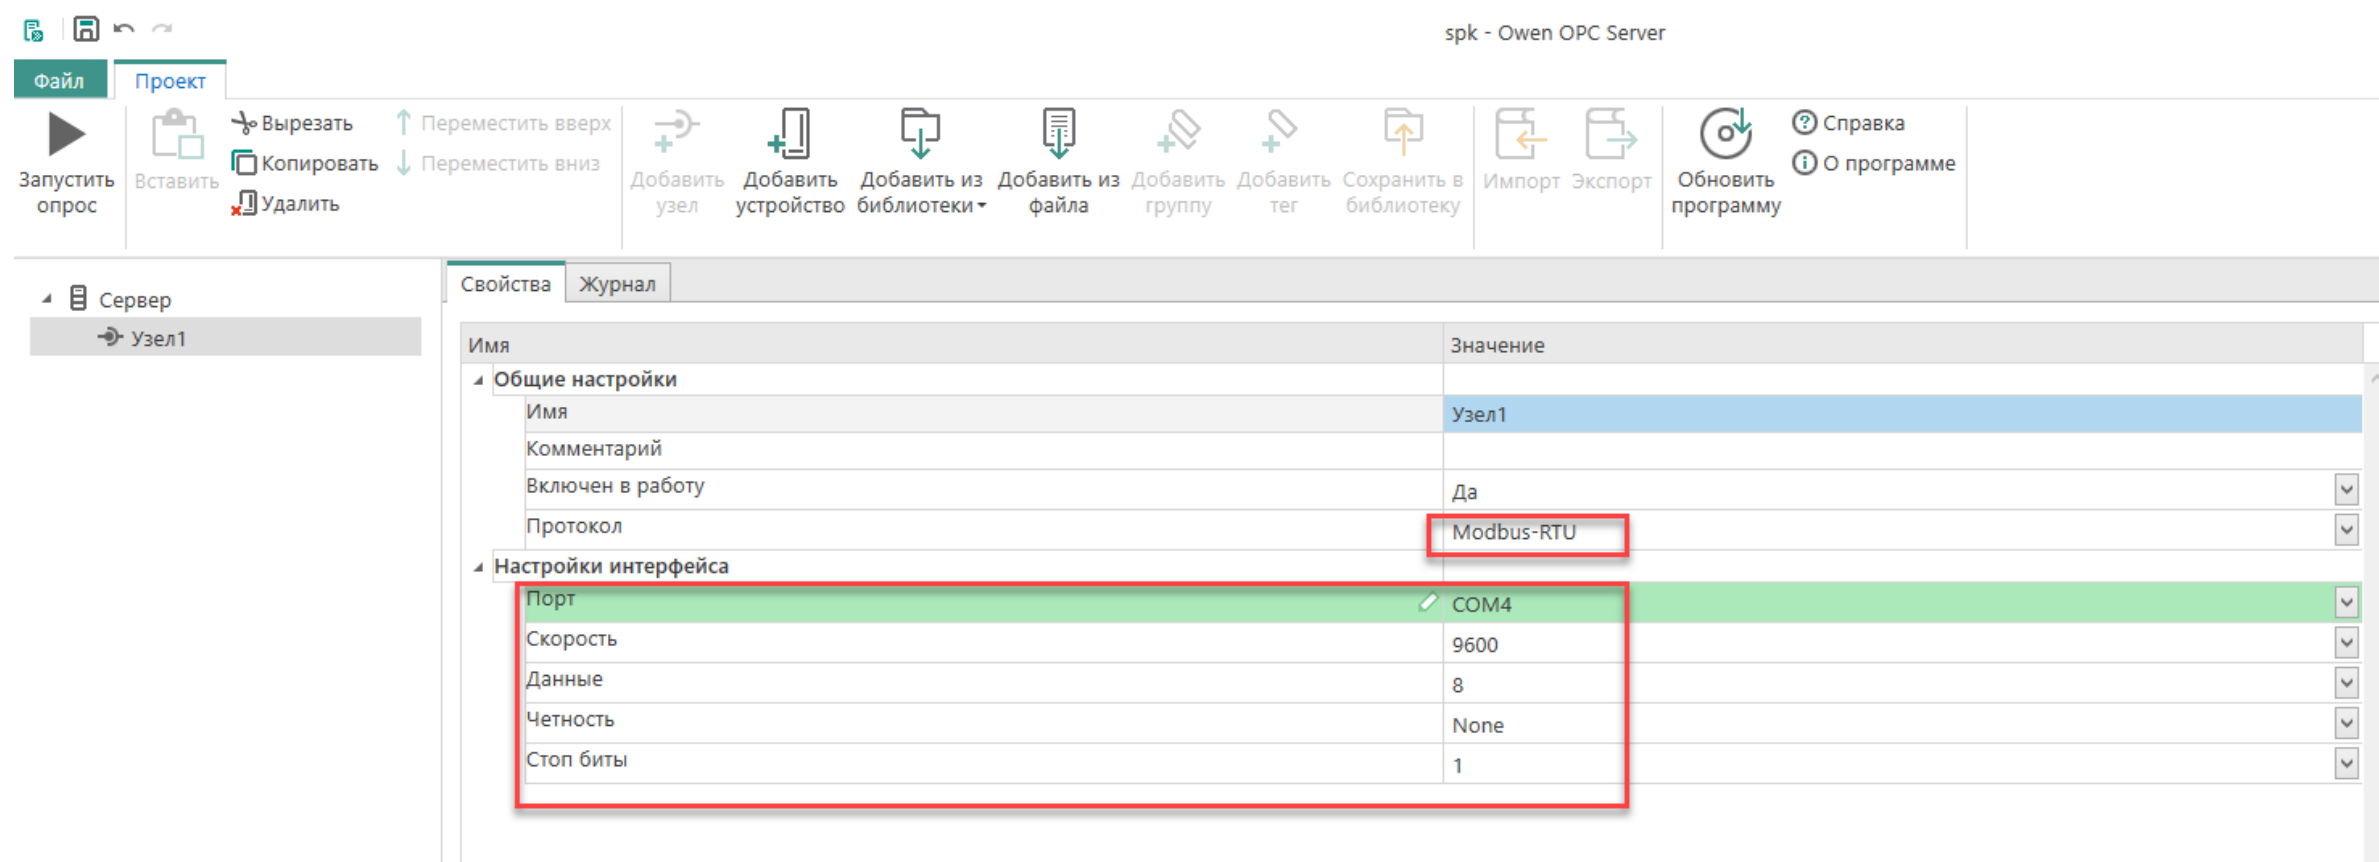 spk - Owen OPC Server
Файл
Проект
Запустить опрос
Вставить
Вырезать
Копировать
Удалить
Переместить вверх
Переместить вниз
Добавить узел
Добавить устройство
Добавить из библиотеки
Добавить из файла
Добавить группу
Добавить тег
Сохранить в библиотеку
Импорт
Экспорт
Обновить программу
Справка
О программе
Сервер
Узел1
Свойства
Журнал
Имя Значение
Общие настройки
Имя Узел1
Комментарий
Включен в работу Да
Протокол Modbus-RTU
Настройки интерфейса
Порт COM4
Скорость 9600
Данные 8
Четность None
Стоп биты 1